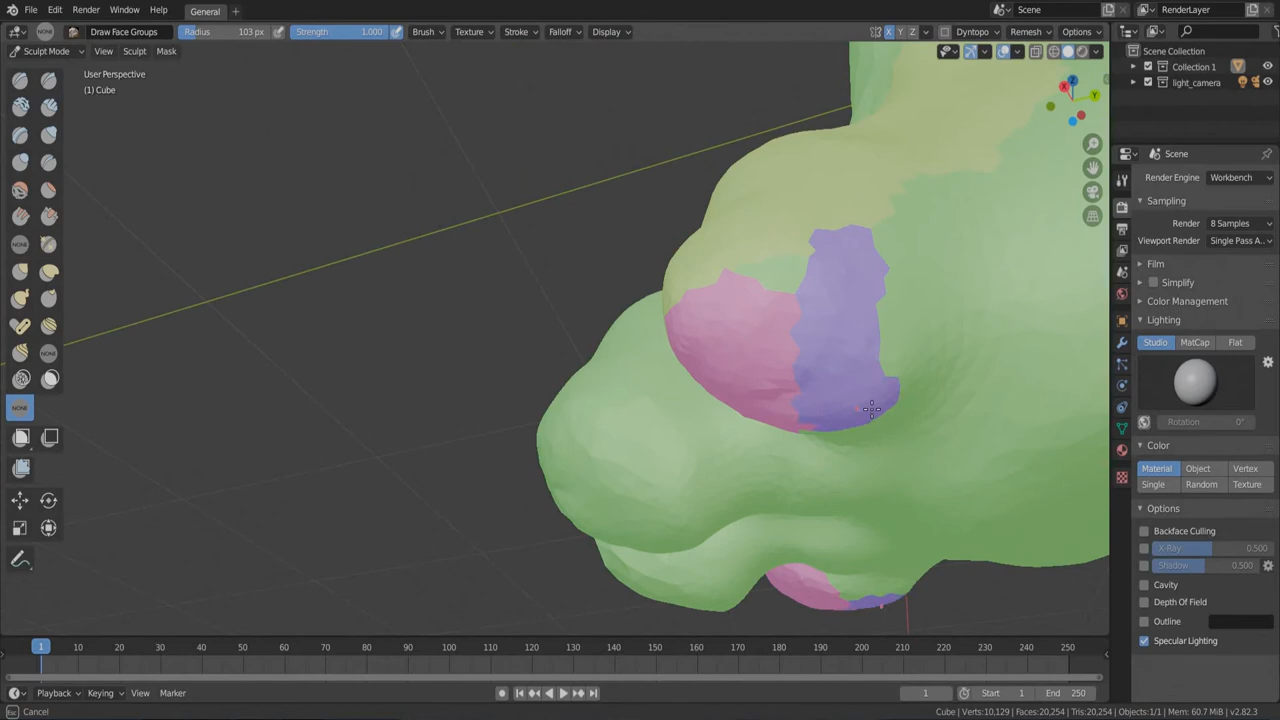 File Edit Render Window Help General + Scene RenderLayer
NONE Draw Face Groups Radius 103 px Strength 1.000 Brush Texture Stroke Falloff Display X Y Z Dyntopo Remesh Options
Sculpt Mode View Sculpt Mask
User Perspective
(1) Cube
NONE
NONE
NONE
Z
X
Y
Scene Collection
Collection 1
light_camera
Scene
Render Engine Workbench
Sampling
Render 8 Samples
Viewport Render Single Pass A..
Film
Simplify
Color Management
Lighting
Studio MatCap Flat
Rotation 0°
Color
Material Object Vertex
Single Random Texture
Options
Backface Culling
X-Ray 0.500
Shadow 0.500
Cavity
Depth Of Field
Outline
Specular Lighting
1 10 20 30 40 50 60 70 80 90 100 110 120 130 140 150 160 170 180 190 200 210 220 230 240 250
Playback Keying View Marker 1 Start 1 End 250
Esc Cancel Cube | Verts:10,129 | Faces:20,254 | Tris:20,254 | Objects:1/1 | Mem: 60.7 MiB | v2.82.3